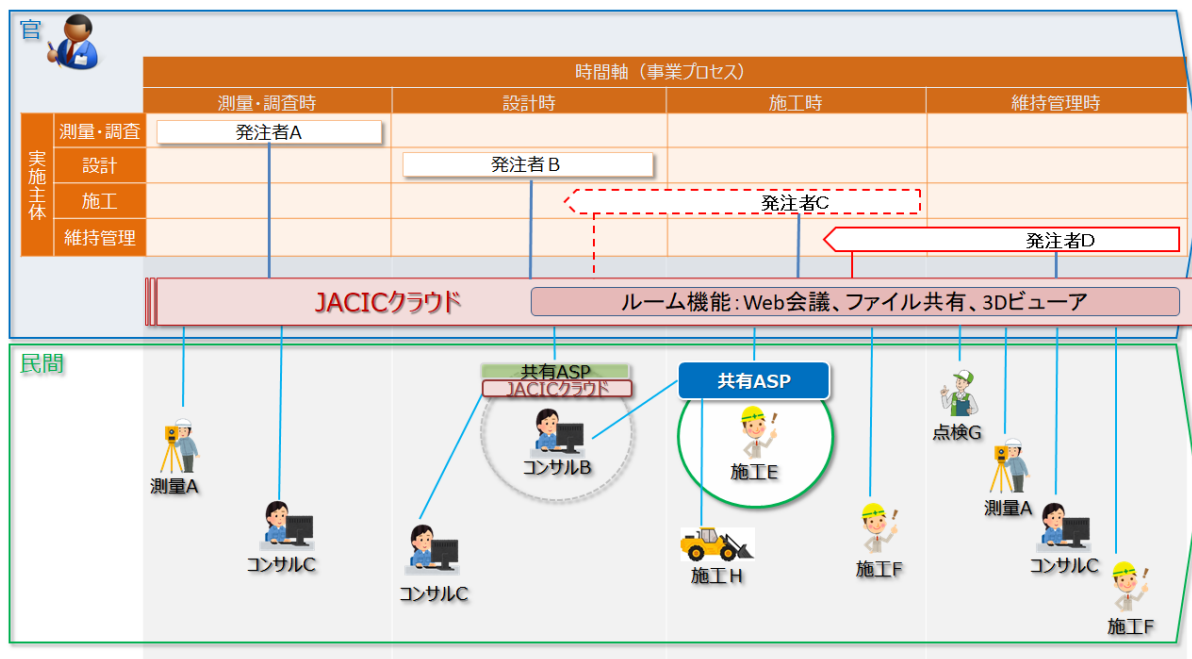 官
時間軸（事業プロセス）
測量・調査時 設計時 施工時 維持管理時
実施主体
測量・調査 発注者A
設計 発注者B
施工 発注者C
維持管理 発注者D
JACICクラウド ルーム機能：Web会議、ファイル共有、3Dビューア
民間
共有ASP
JACICクラウド
共有ASP
測量A
コンサルC
コンサルB
コンサルC
施工E
施工H
施工F
点検G
測量A
コンサルC
施工F